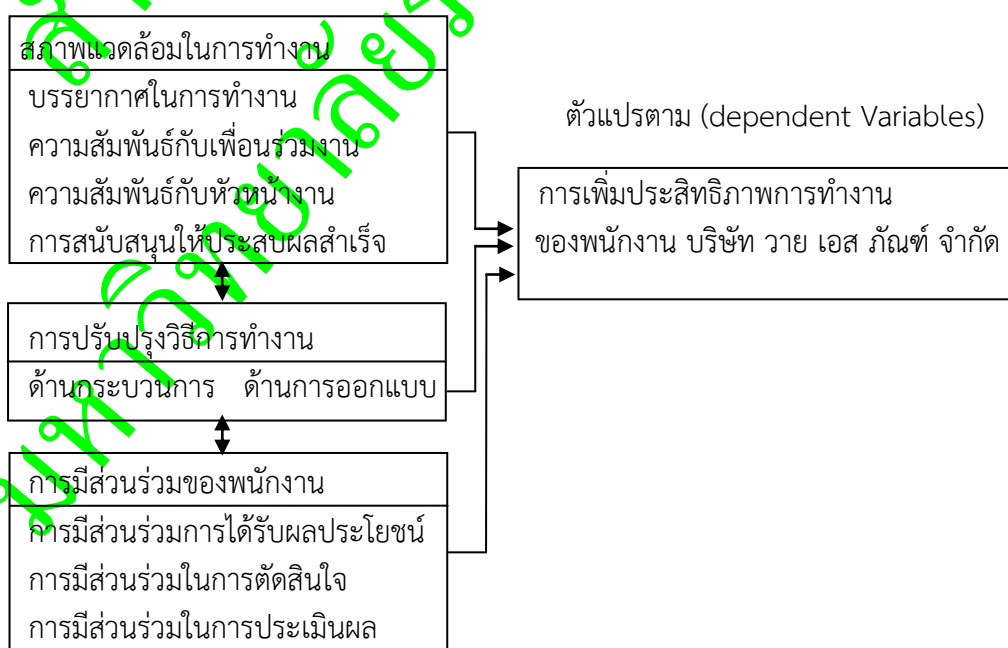 สภาพแวดล้อมในการทำงาน
บรรยากาศในการทำงาน
ความสัมพันธ์กับเพื่อนร่วมงาน
ความสัมพันธ์กับหัวหน้างาน
การสนับสนุนให้ประสบผลสำเร็จ
การปรับปรุงวิธีการทำงาน
ด้านกระบวนการ ด้านการออกแบบ
การมีส่วนร่วมของพนักงาน
การมีส่วนร่วมการได้รับผลประโยชน์
การมีส่วนร่วมในการตัดสินใจ
การมีส่วนร่วมในการประเมินผล
ตัวแปรตาม (dependent Variables)
การเพิ่มประสิทธิภาพการทำงาน
ของพนักงาน บริษัท วาย เอส ภัณฑ์ จำกัด